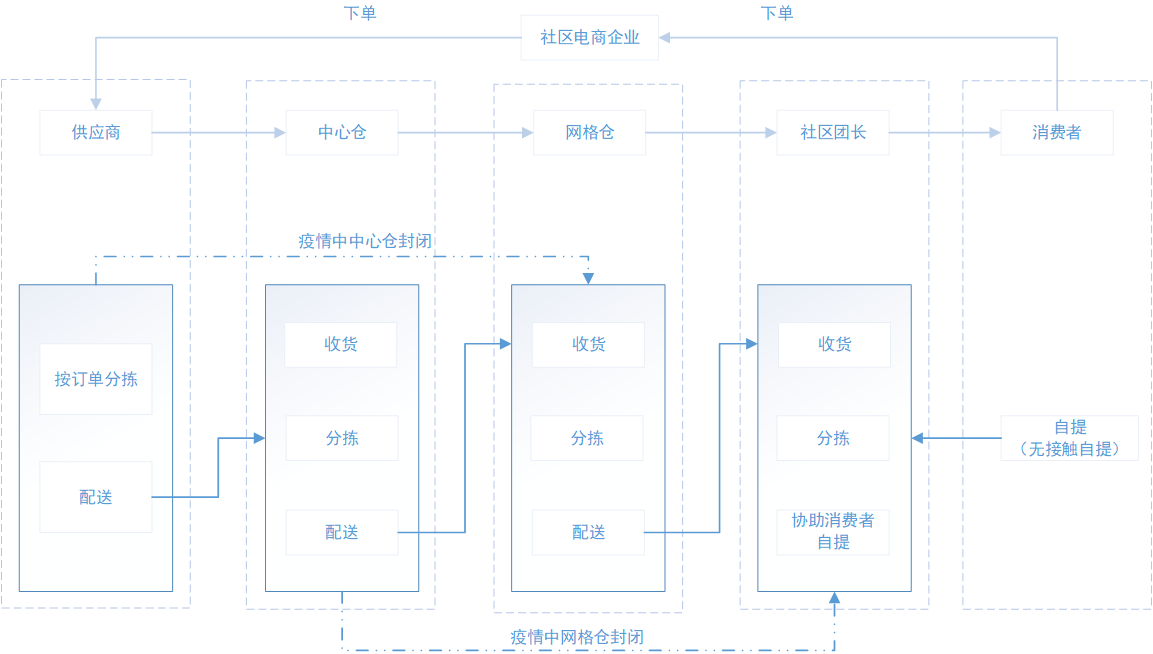 下单
下单
社区电商企业
供应商
中心仓
网格仓
社区团长
消费者
疫情中中心仓封闭
按订单分拣
配送
收货
分拣
配送
收货
分拣
配送
收货
分拣
协助消费者
自提
自提
（无接触自提）
疫情中网格仓封闭